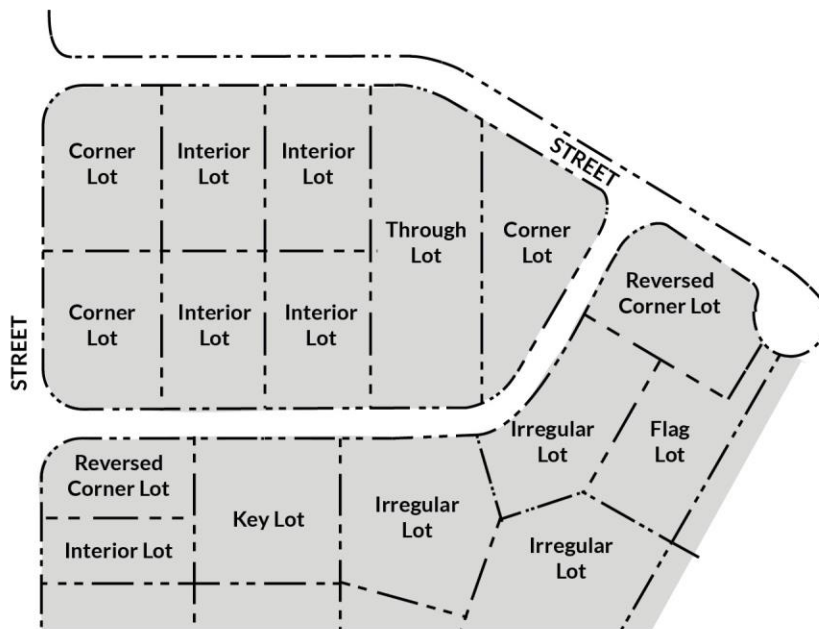 STREET
Corner
Lot
Interior
Lot
Interior
Lot
Through
Lot
Corner
Lot
Reversed
Corner Lot
Corner
Lot
Interior
Lot
Interior
Lot
STREET
Irregular
Lot
Flag
Lot
Reversed
Corner Lot
Key Lot
Irregular
Lot
Interior Lot
Irregular
Lot